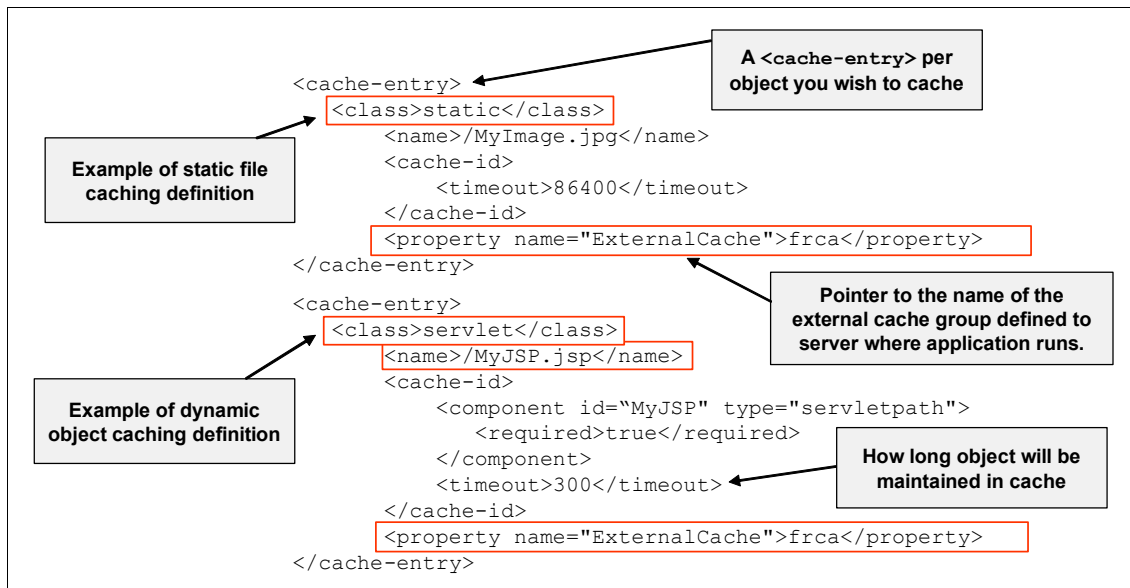 A <cache-entry> per
object you wish to cache
<cache-entry>
<class>static</class>
<name>/MyImage.jpg</name>
<cache-id>
<timeout>86400</timeout>
</cache-id>
<property name="ExternalCache">frca</property>
</cache-entry>
Example of static file
caching definition
Pointer to the name of the
external cache group defined to
server where application runs.
<cache-entry>
<class>servlet</class>
<name>/MyJSP.jsp</name>
<cache-id>
<component id=“MyJSP" type="servletpath">
<required>true</required>
</component>
<timeout>300</timeout>
</cache-id>
<property name="ExternalCache">frca</property>
</cache-entry>
Example of dynamic
object caching definition
How long object will be
maintained in cache